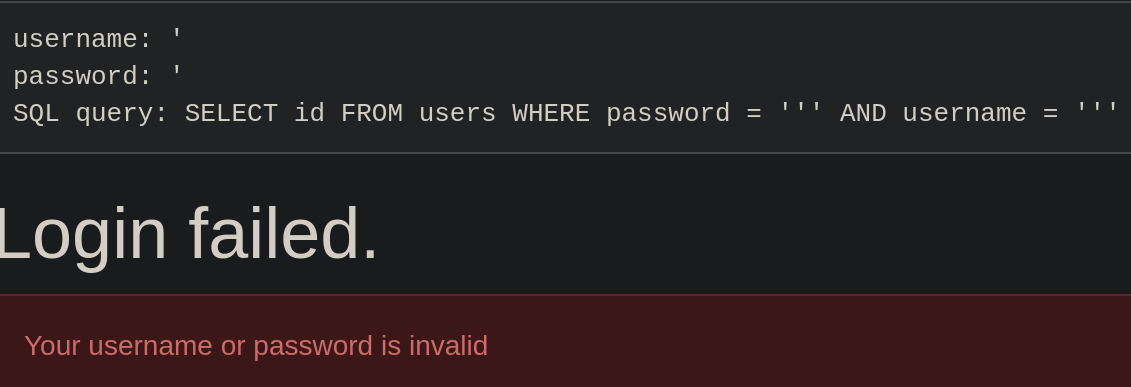 username: '
password: '
SQL query: SELECT id FROM users WHERE password = ''' AND username = '''
Login failed.
Your username or password is invalid